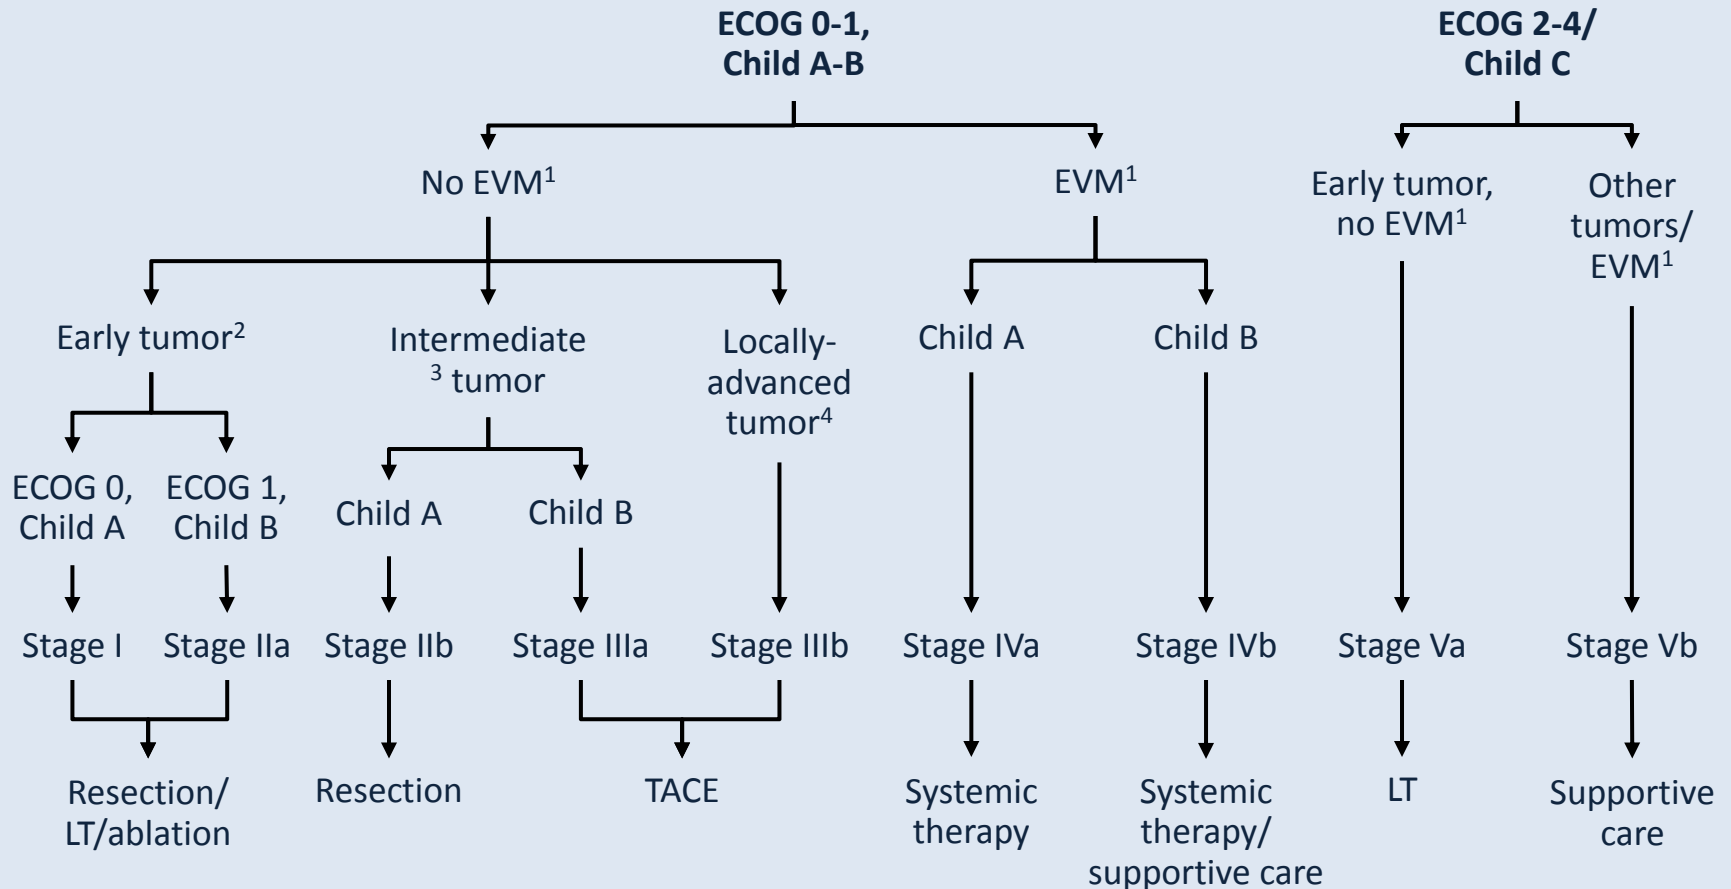 ECOG 0-1,
Child A-B
ECOG 2-4/
Child C
No EVM¹
EVM¹
Early tumor,
no EVM¹
Other
tumors/
EVM¹
Early tumor²
Intermediate
³ tumor
Locally-
advanced
tumor⁴
Child A
Child B
ECOG 0,
Child A
ECOG 1,
Child B
Child A
Child B
Stage I
Stage IIa
Stage IIb
Stage IIIa
Stage IIIb
Stage IVa
Stage IVb
Stage Va
Stage Vb
Resection/
LT/ablation
Resection
TACE
Systemic
therapy
Systemic
therapy/
supportive care
LT
Supportive
care